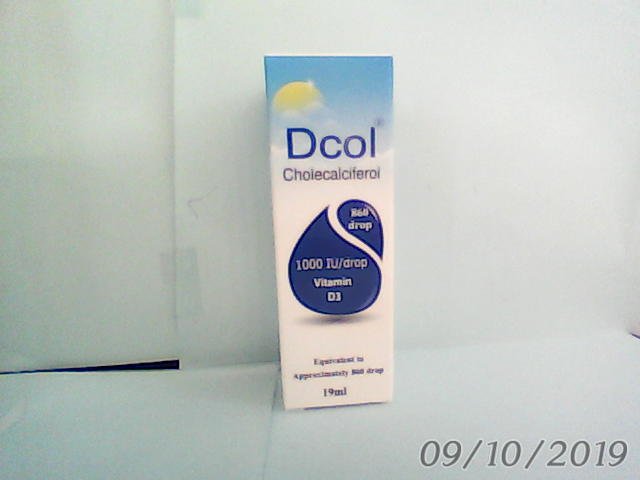 Dcol®
Cholecalciferol
860
drop
1000 IU/drop
Vitamin
D3
Equivalent to
Approximately 860 drop
19ml
09/10/2019